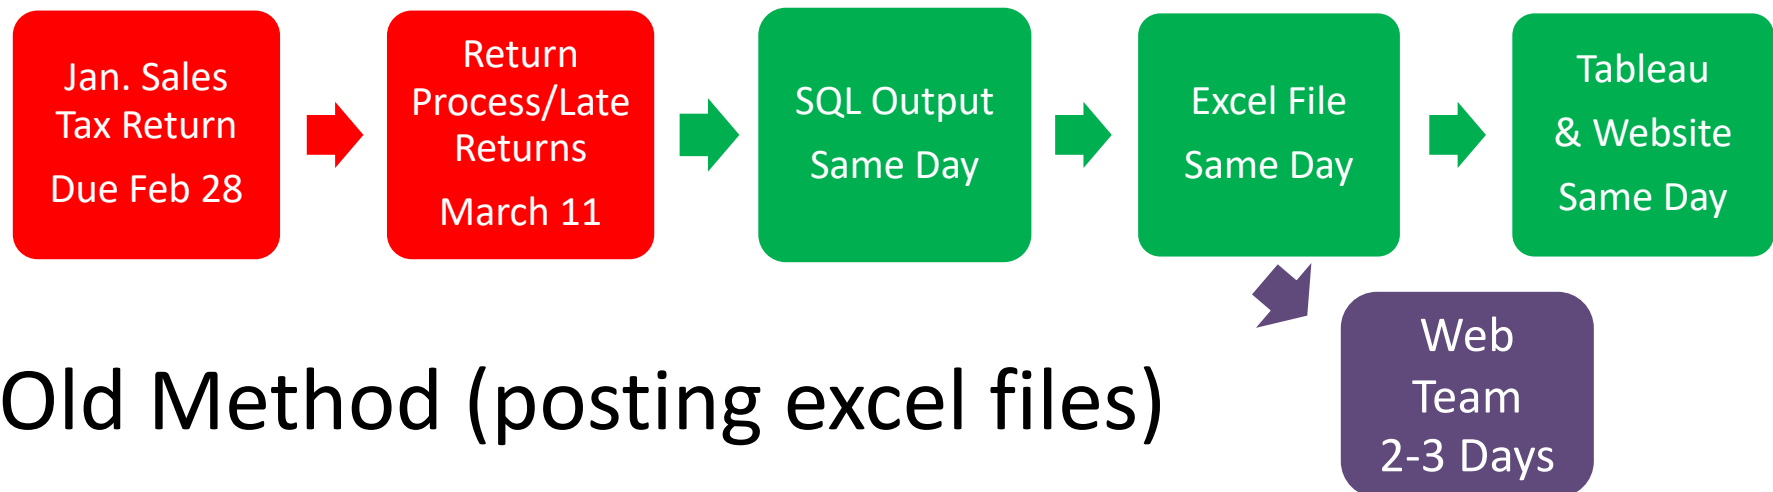 Jan. Sales
Tax Return
Due Feb 28
Return
Process/Late
Returns
March 11
SQL Output
Same Day
Excel File
Same Day
Tableau
& Website
Same Day
Web
Team
2-3 Days
Old Method (posting excel files)